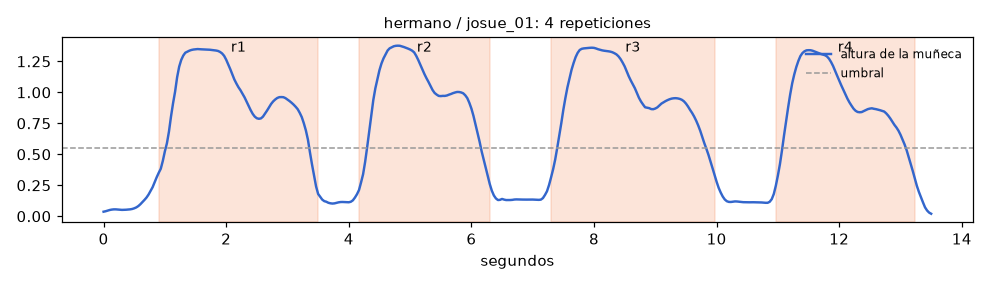 hermano / josue_01: 4 repeticiones
r1
r2
r3
r4
altura de la muñeca
umbral
1.25
1.00
0.75
0.50
0.25
0.00
0
2
4
6
8
10
12
14
segundos